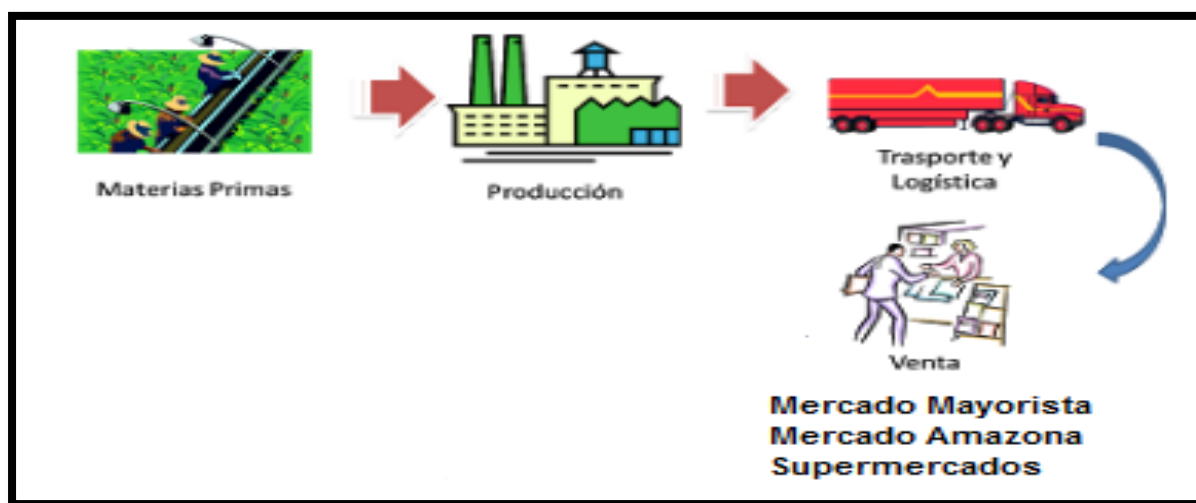 Materias Primas
Producción
Trasporte y
Logística
Venta
Mercado Mayorista
Mercado Amazona
Supermercados